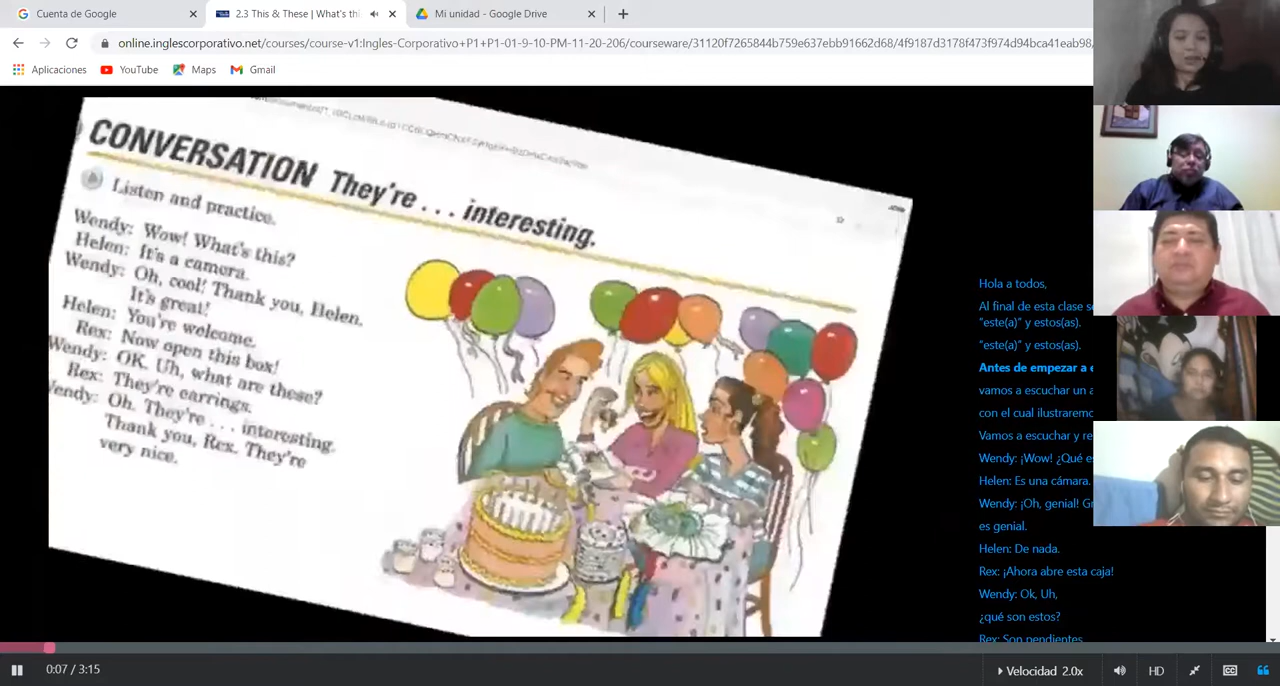 Cuenta de Google
2.3 This & These | What's thi
Mi unidad - Google Drive
online.inglescorporativo.net/courses/course-v1:Ingles-Corporativo+P1+P1-01-9-10-PM-11-20-206/courseware/31120f7265844b759e637ebb91662d68/4f9187d3178f473f974d94bca41eab98/
Aplicaciones
YouTube
Maps
Gmail
CONVERSATION They're . . . interesting.
Listen and practice.
Wendy: Wow! What's this?
Helen: It's a camera.
Wendy: Oh, cool! Thank you, Helen.
It's great!
Helen: You're welcome.
Rex: Now open this box!
Wendy: OK. Uh, what are these?
Rex: They're earrings.
Wendy: Oh. They're . . . interesting.
Thank you, Rex. They're
very nice.
Hola a todos,
Al final de esta clase
"este(a)" y estos(as).
"este(a)" y estos(as).
Antes de empezar a
vamos a escuchar un
con el cual ilustraremo
Vamos a escuchar y
Wendy: ¡Wow! ¿Qué
Helen: Es una cámara.
Wendy: ¡Oh, genial!
es genial.
Helen: De nada.
Rex: ¡Ahora abre esta caja!
Wendy: Ok, Uh,
¿qué son estos?
Rex: Son pendientes
0:07 / 3:15
Velocidad 2.0x
HD
CC